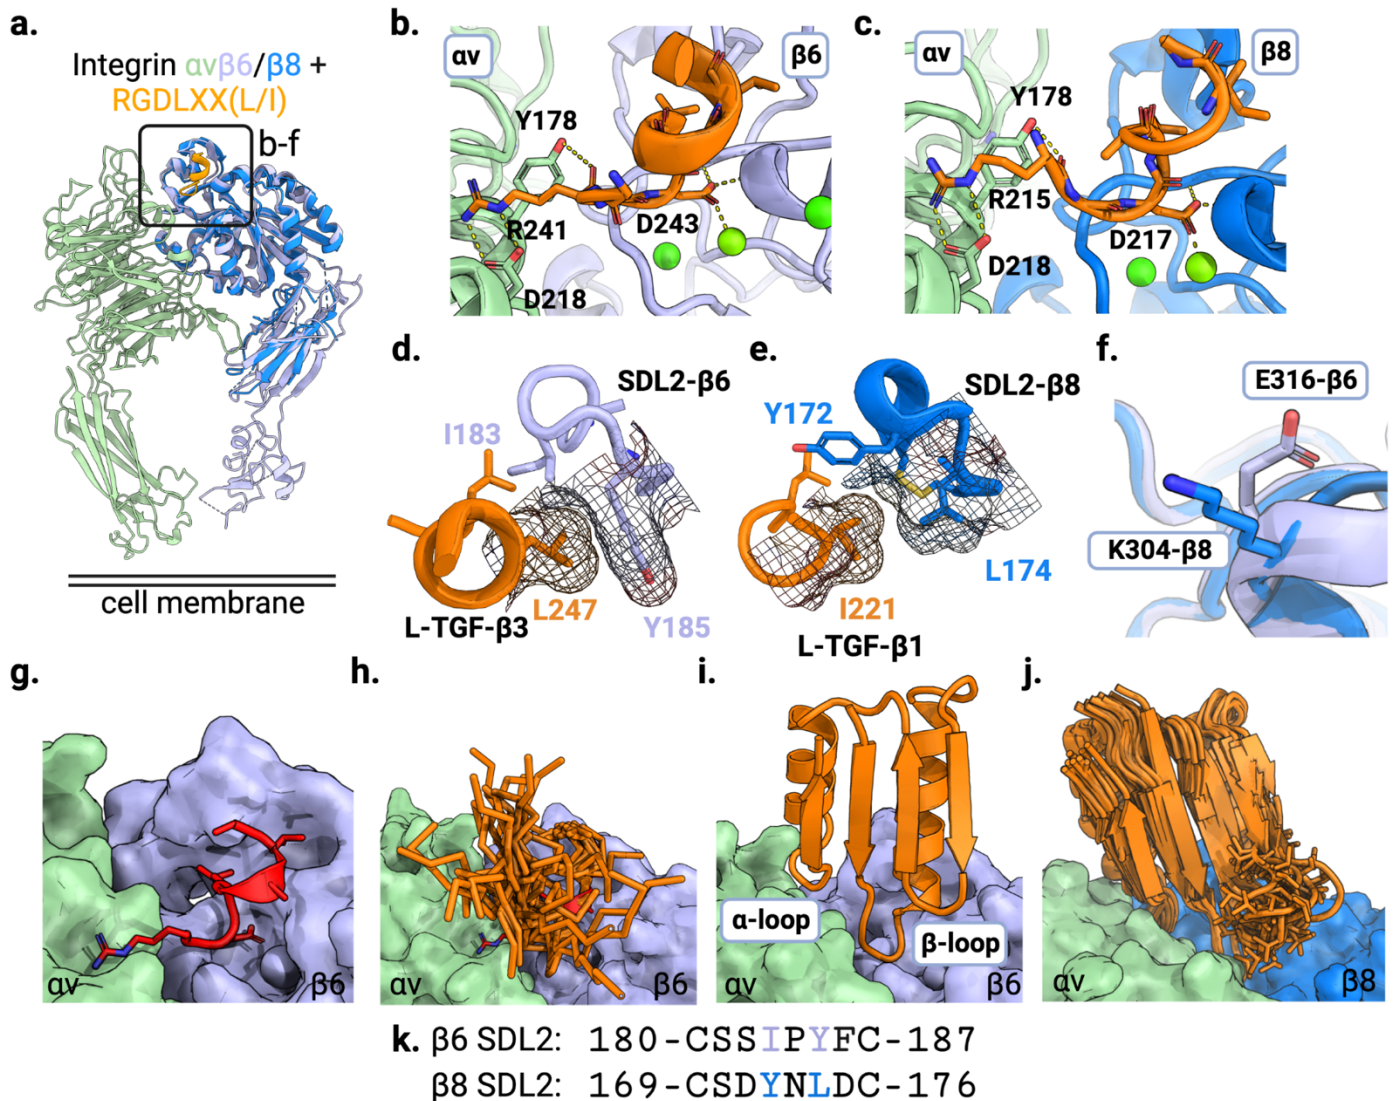 a.
Integrin αvβ6/β8 +
RGDLXX(L/I)
b-f
cell membrane
b.
αv
β6
Y178
R241
D243
D218
c.
αv
β8
Y178
R215
D217
D218
d.
SDL2-β6
I183
L247
L-TGF-β3
Y185
e.
SDL2-β8
Y172
L174
I221
L-TGF-β1
f.
E316-β6
K304-β8
g.
αv
β6
h.
αv
β6
i.
α-loop
β-loop
αv
β6
j.
αv
β8
k. β6 SDL2: 180-CSSIPYFC-187
β8 SDL2: 169-CSDYNLDC-176